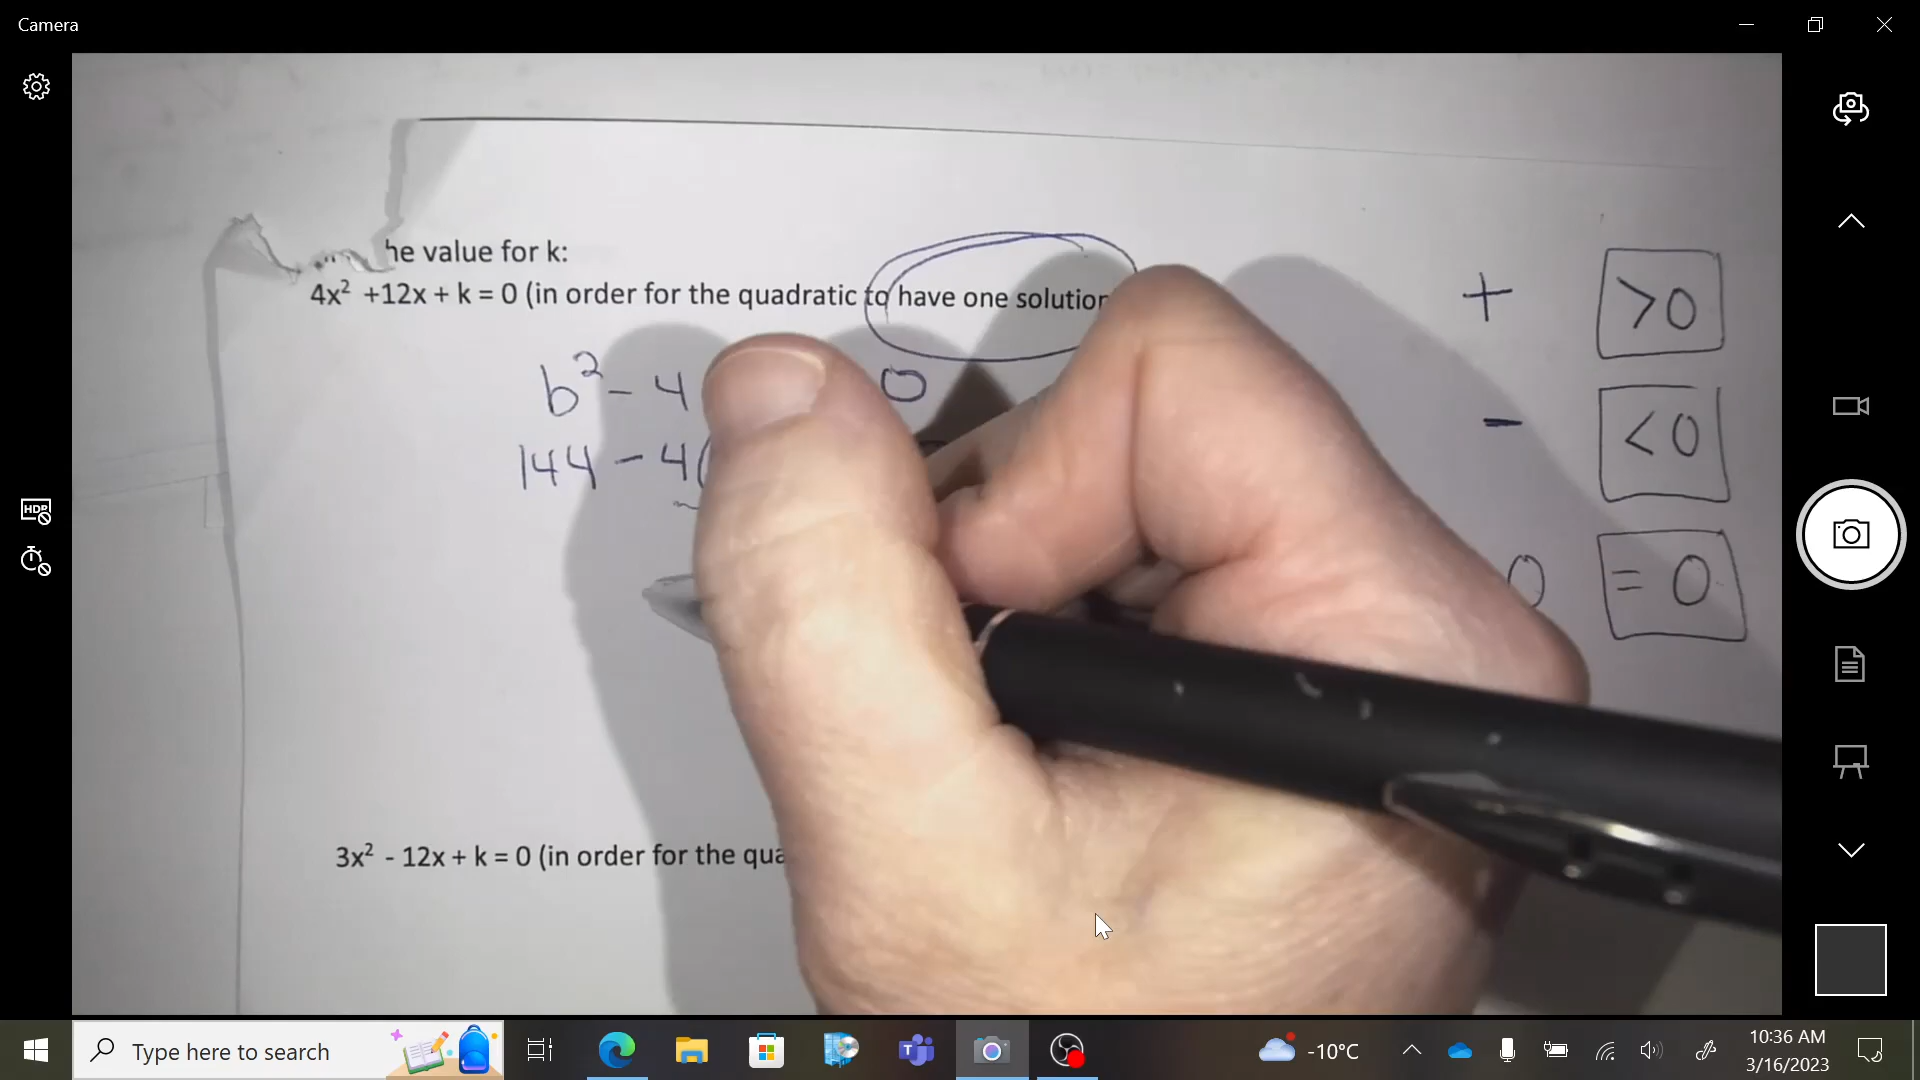 Camera
he value for k:
4x² +12x + k = 0 (in order for the quadratic to have one solution
+ >0
b² - 4 0
- <0
144 - 4(
0 = 0
3x² - 12x + k = 0 (in order for the qua
HDR
Type here to search
-10°C
10:36 AM
3/16/2023